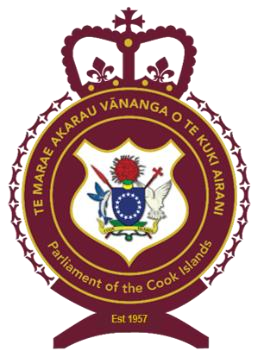 TE MARAE AKARAU VĀNANGA O TE KUKI AIRANI
Parliament of the Cook Islands
Est 1957